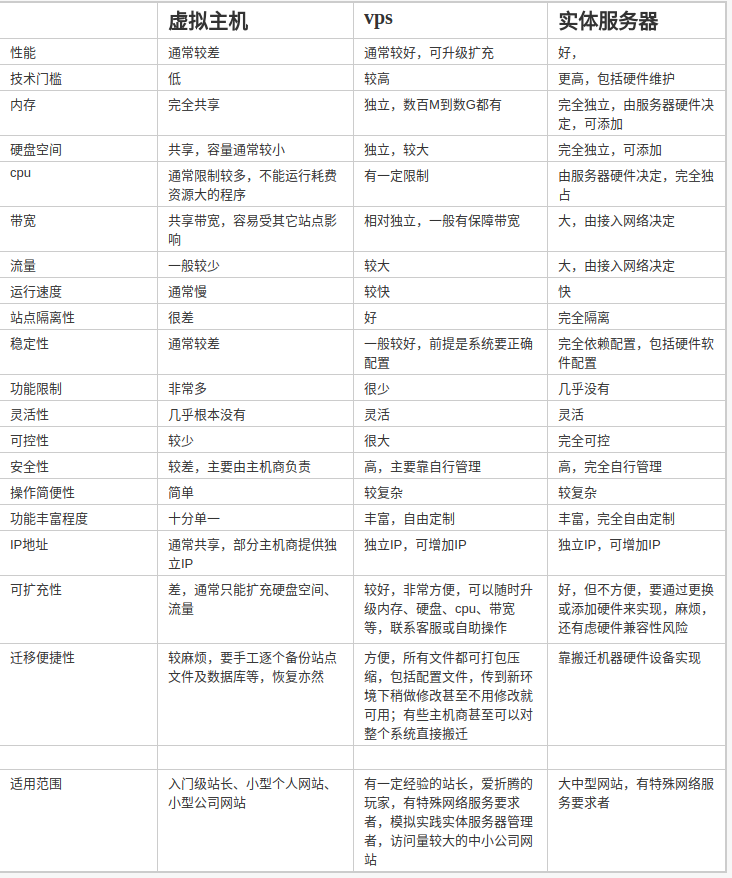 虚拟主机 vps 实体服务器
性能 通常较差 通常较好，可升级扩充 好，
技术门槛 低 较高 更高，包括硬件维护
内存 完全共享 独立，数百M到数G都有 完全独立，由服务器硬件决
定，可添加
硬盘空间 共享，容量通常较小 独立，较大 完全独立，可添加
cpu 通常限制较多，不能运行耗费 有一定限制 由服务器硬件决定，完全独
资源大的程序 占
带宽 共享带宽，容易受其它站点影 相对独立，一般有保障带宽 大，由接入网络决定
响
流量 一般较少 较大 大，由接入网络决定
运行速度 通常慢 较快 快
站点隔离性 很差 好 完全隔离
稳定性 通常较差 一般较好，前提是系统要正确 完全依赖配置，包括硬件软
配置 件配置
功能限制 非常多 很少 几乎没有
灵活性 几乎根本没有 灵活 灵活
可控性 较少 很大 完全可控
安全性 较差，主要由主机商负责 高，主要靠自行管理 高，完全自行管理
操作简便性 简单 较复杂 较复杂
功能丰富程度 十分单一 丰富，自由定制 丰富，完全自由定制
IP地址 通常共享，部分主机商提供独 独立IP，可增加IP 独立IP，可增加IP
立IP
可扩充性 差，通常只能扩充硬盘空间、 较好，非常方便，可以随时升 好，但不方便，要通过更换
流量 级内存、硬盘、cpu、带宽 或添加硬件来实现，麻烦，
等，联系客服或自助操作 还有虑硬件兼容性风险
迁移便捷性 较麻烦，要手工逐个备份站点 方便，所有文件都可打包压 靠搬迁机器硬件设备实现
文件及数据库等，恢复亦然 缩，包括配置文件，传到新环
境下稍做修改甚至不用修改就
可用；有些主机商甚至可以对
整个系统直接搬迁
适用范围 入门级站长、小型个人网站、 有一定经验的站长，爱折腾的 大中型网站，有特殊网络服
小型公司网站 玩家，有特殊网络服务要求 务要求者
者，模拟实践实体服务器管理
者，访问量较大的中小公司网
站